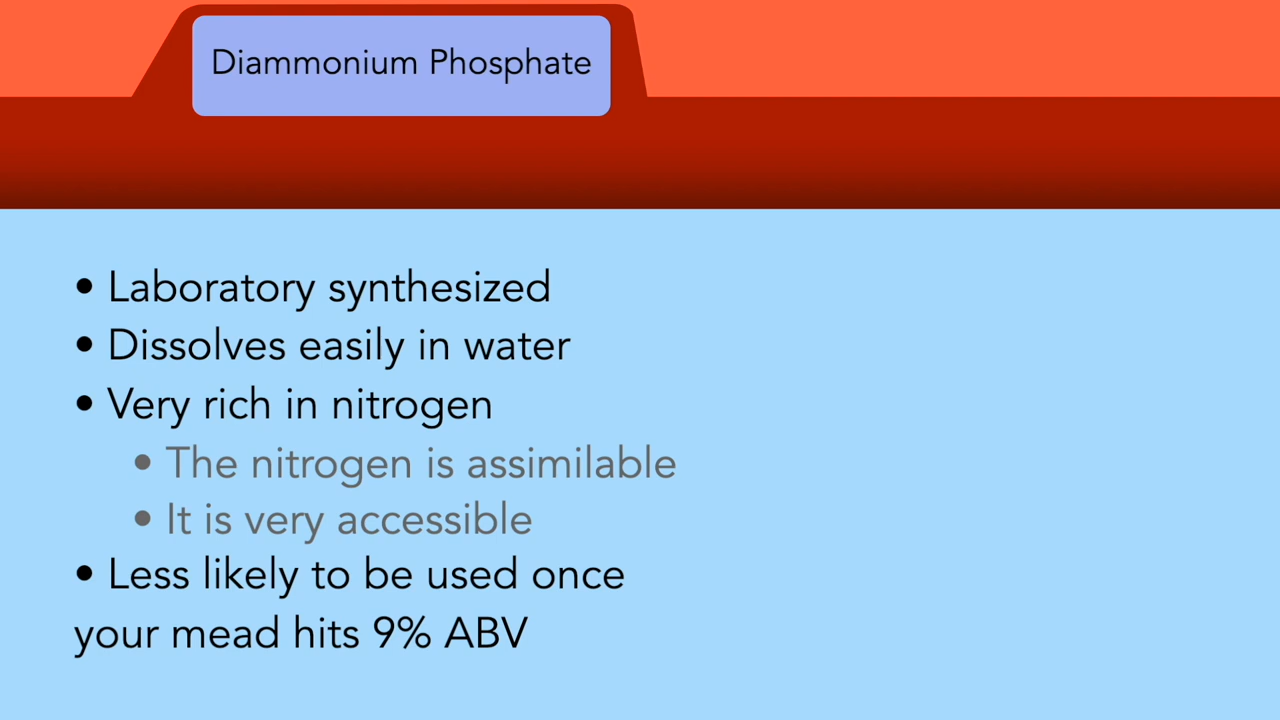 Diammonium Phosphate
• Laboratory synthesized
• Dissolves easily in water
• Very rich in nitrogen
• The nitrogen is assimilable
• It is very accessible
• Less likely to be used once
your mead hits 9% ABV